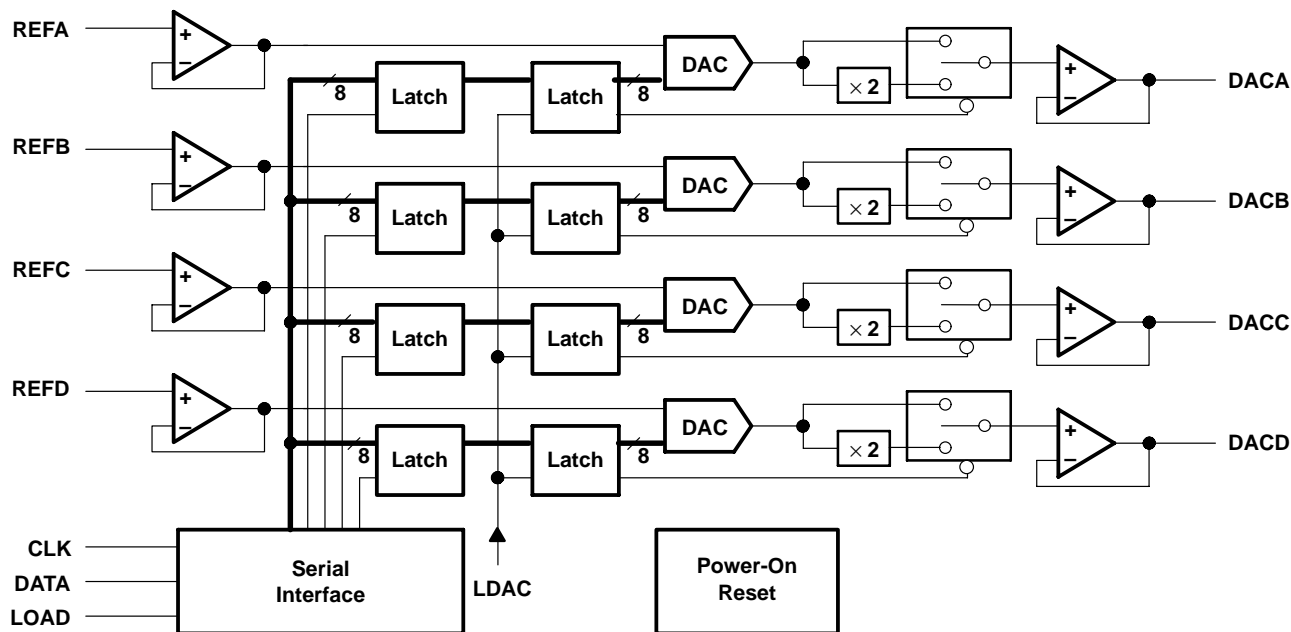 REFA
+
−
8
Latch
Latch
8
DAC
× 2
+
−
DACA
REFB
+
−
8
Latch
Latch
8
DAC
× 2
+
−
DACB
REFC
+
−
8
Latch
Latch
8
DAC
× 2
+
−
DACC
REFD
+
−
8
Latch
Latch
8
DAC
× 2
+
−
DACD
CLK
DATA
LOAD
Serial
Interface
LDAC
Power-On
Reset